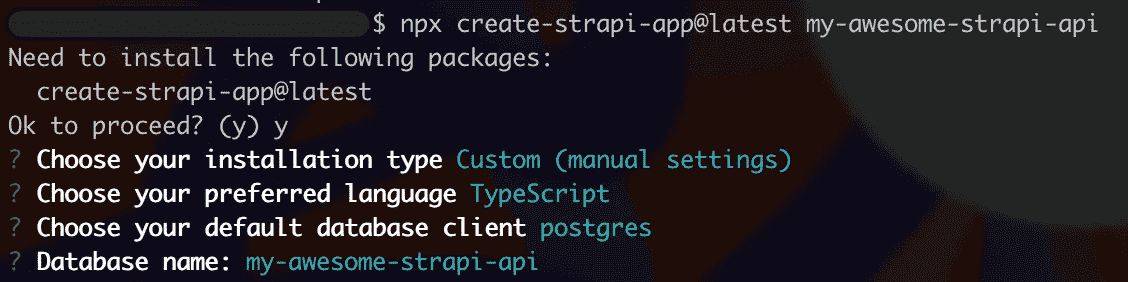 $ npx create-strapi-app@latest my-awesome-strapi-api
Need to install the following packages:
create-strapi-app@latest
Ok to proceed? (y) y
? Choose your installation type Custom (manual settings)
? Choose your preferred language TypeScript
? Choose your default database client postgres
? Database name: my-awesome-strapi-api